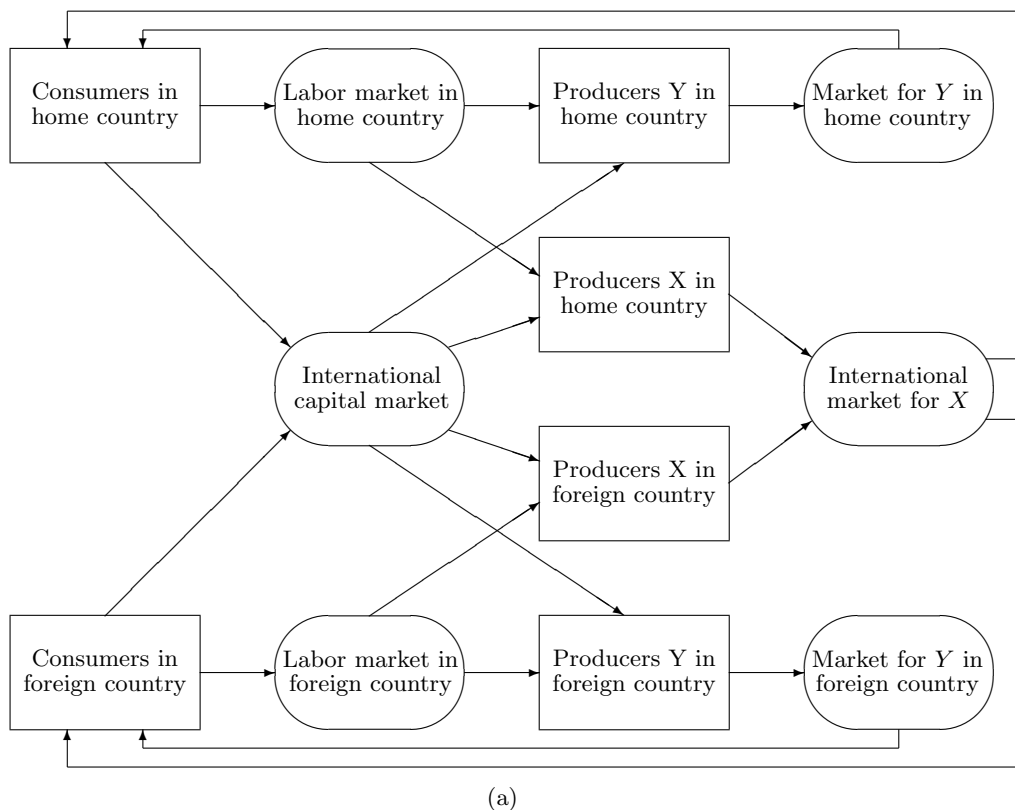 Consumers in
home country
Labor market in
home country
Producers Y in
home country
Market for Y in
home country
Producers X in
home country
International
capital market
International
market for X
Producers X in
foreign country
Consumers in
foreign country
Labor market in
foreign country
Producers Y in
foreign country
Market for Y in
foreign country
(a)